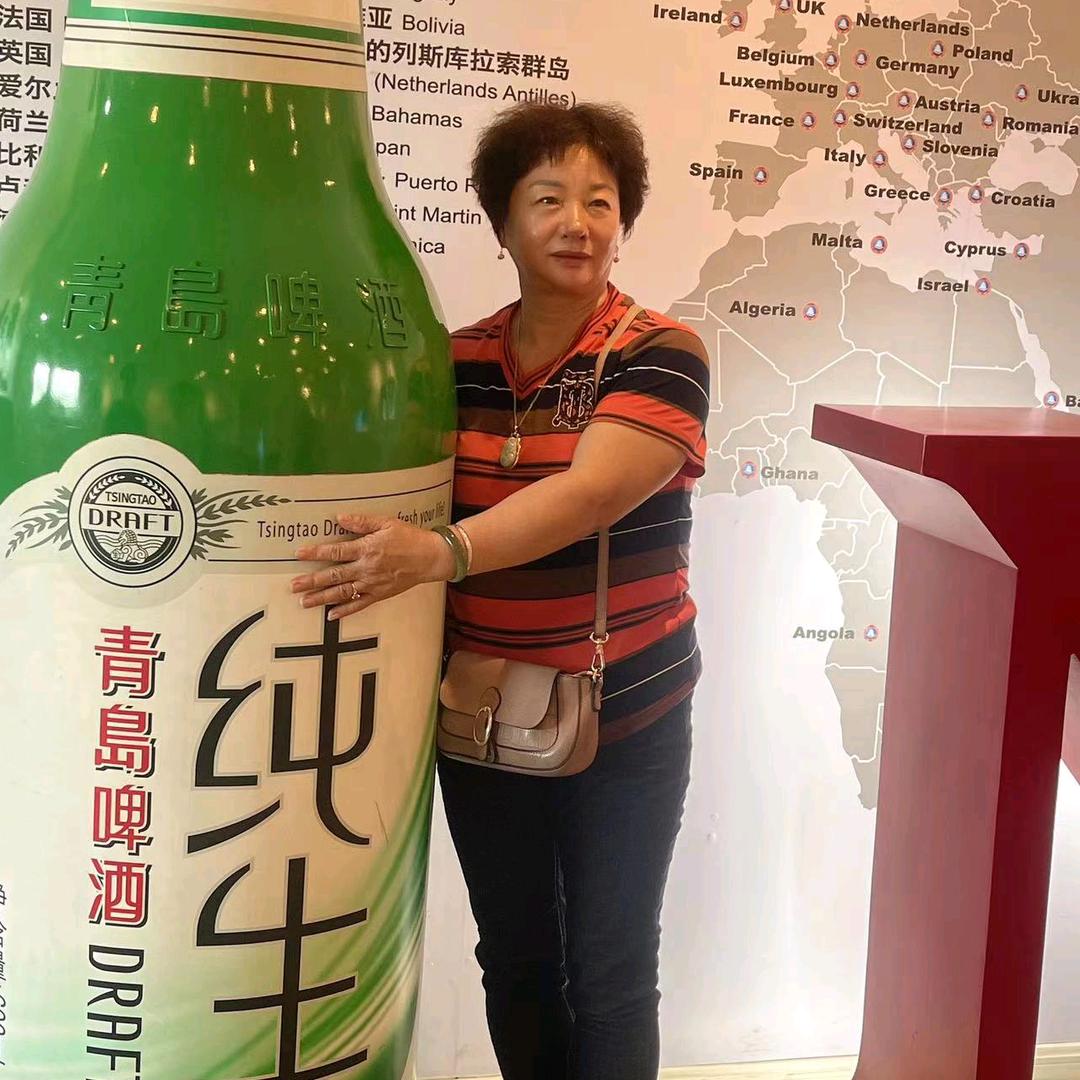 法国
英国
爱尔
荷兰
比利
亚 Bolivia
的列斯库拉索群岛
(Netherlands Antilles)
Bahamas
pan
Puerto R
int Martin
ica
Ireland
UK
Netherlands
Belgium
Poland
Germany
Luxembourg
Austria
Ukra
France
Switzerland
Romania
Slovenia
Italy
Spain
Greece
Croatia
Malta
Cyprus
Israel
Algeria
Ba
Ghana
Angola
青島啤酒
TSINGTAO
DRAFT
Tsingtao Dra fresh your life!
纯生
青島啤酒 DRAFT